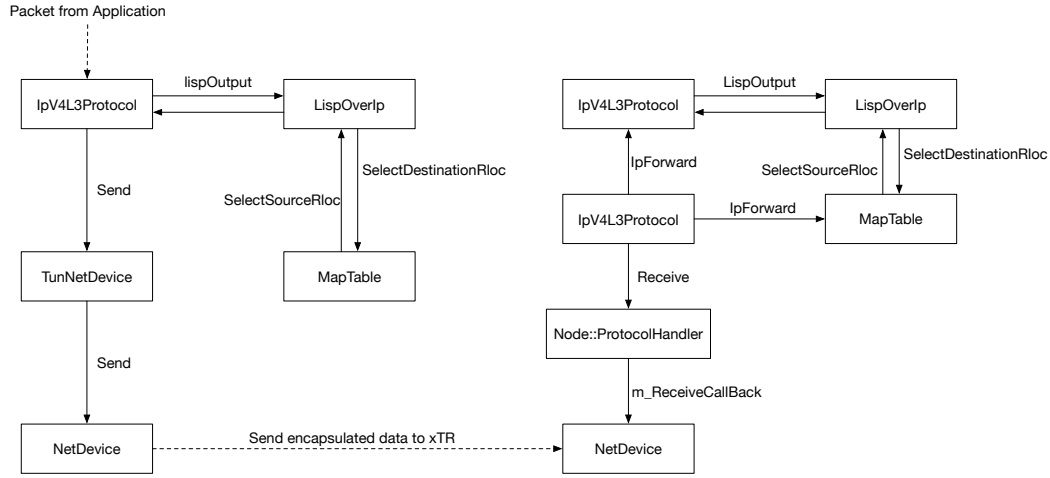 Packet from Application
IpV4L3Protocol
lispOutput
LispOverIp
Send
SelectDestinationRloc
SelectSourceRloc
TunNetDevice
MapTable
Send
NetDevice
Send encapsulated data to xTR
IpV4L3Protocol
LispOutput
LispOverIp
IpForward
SelectDestinationRloc
SelectSourceRloc
IpV4L3Protocol
IpForward
MapTable
Receive
Node::ProtocolHandler
m_ReceiveCallBack
NetDevice